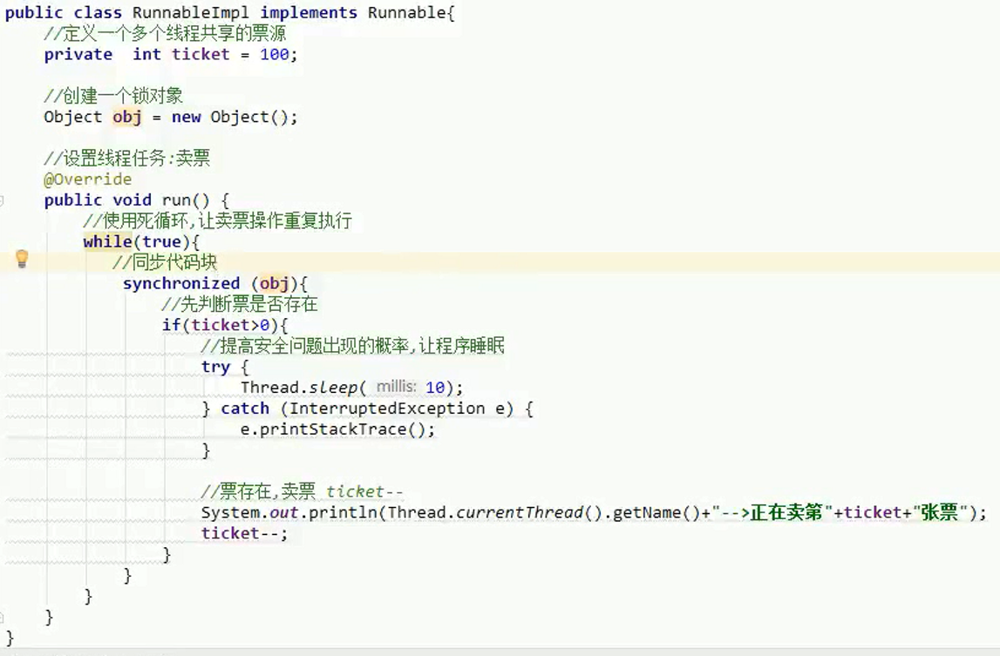 public class RunnableImpl implements Runnable{
//定义一个多个线程共享的票源
private  int ticket = 100;
//创建一个锁对象
Object obj = new Object();
//设置线程任务:卖票
@Override
public void run() {
//使用死循环,让卖票操作重复执行
while(true){
//同步代码块
synchronized (obj){
//先判断票是否存在
if(ticket>0){
//提高安全问题出现的概率,让程序睡眠
try {
Thread.sleep( millis: 10);
} catch (InterruptedException e) {
e.printStackTrace();
}
//票存在,卖票 ticket--
System.out.println(Thread.currentThread().getName()+"-->正在卖第"+ticket+"张票");
ticket--;
}
}
}
}
}